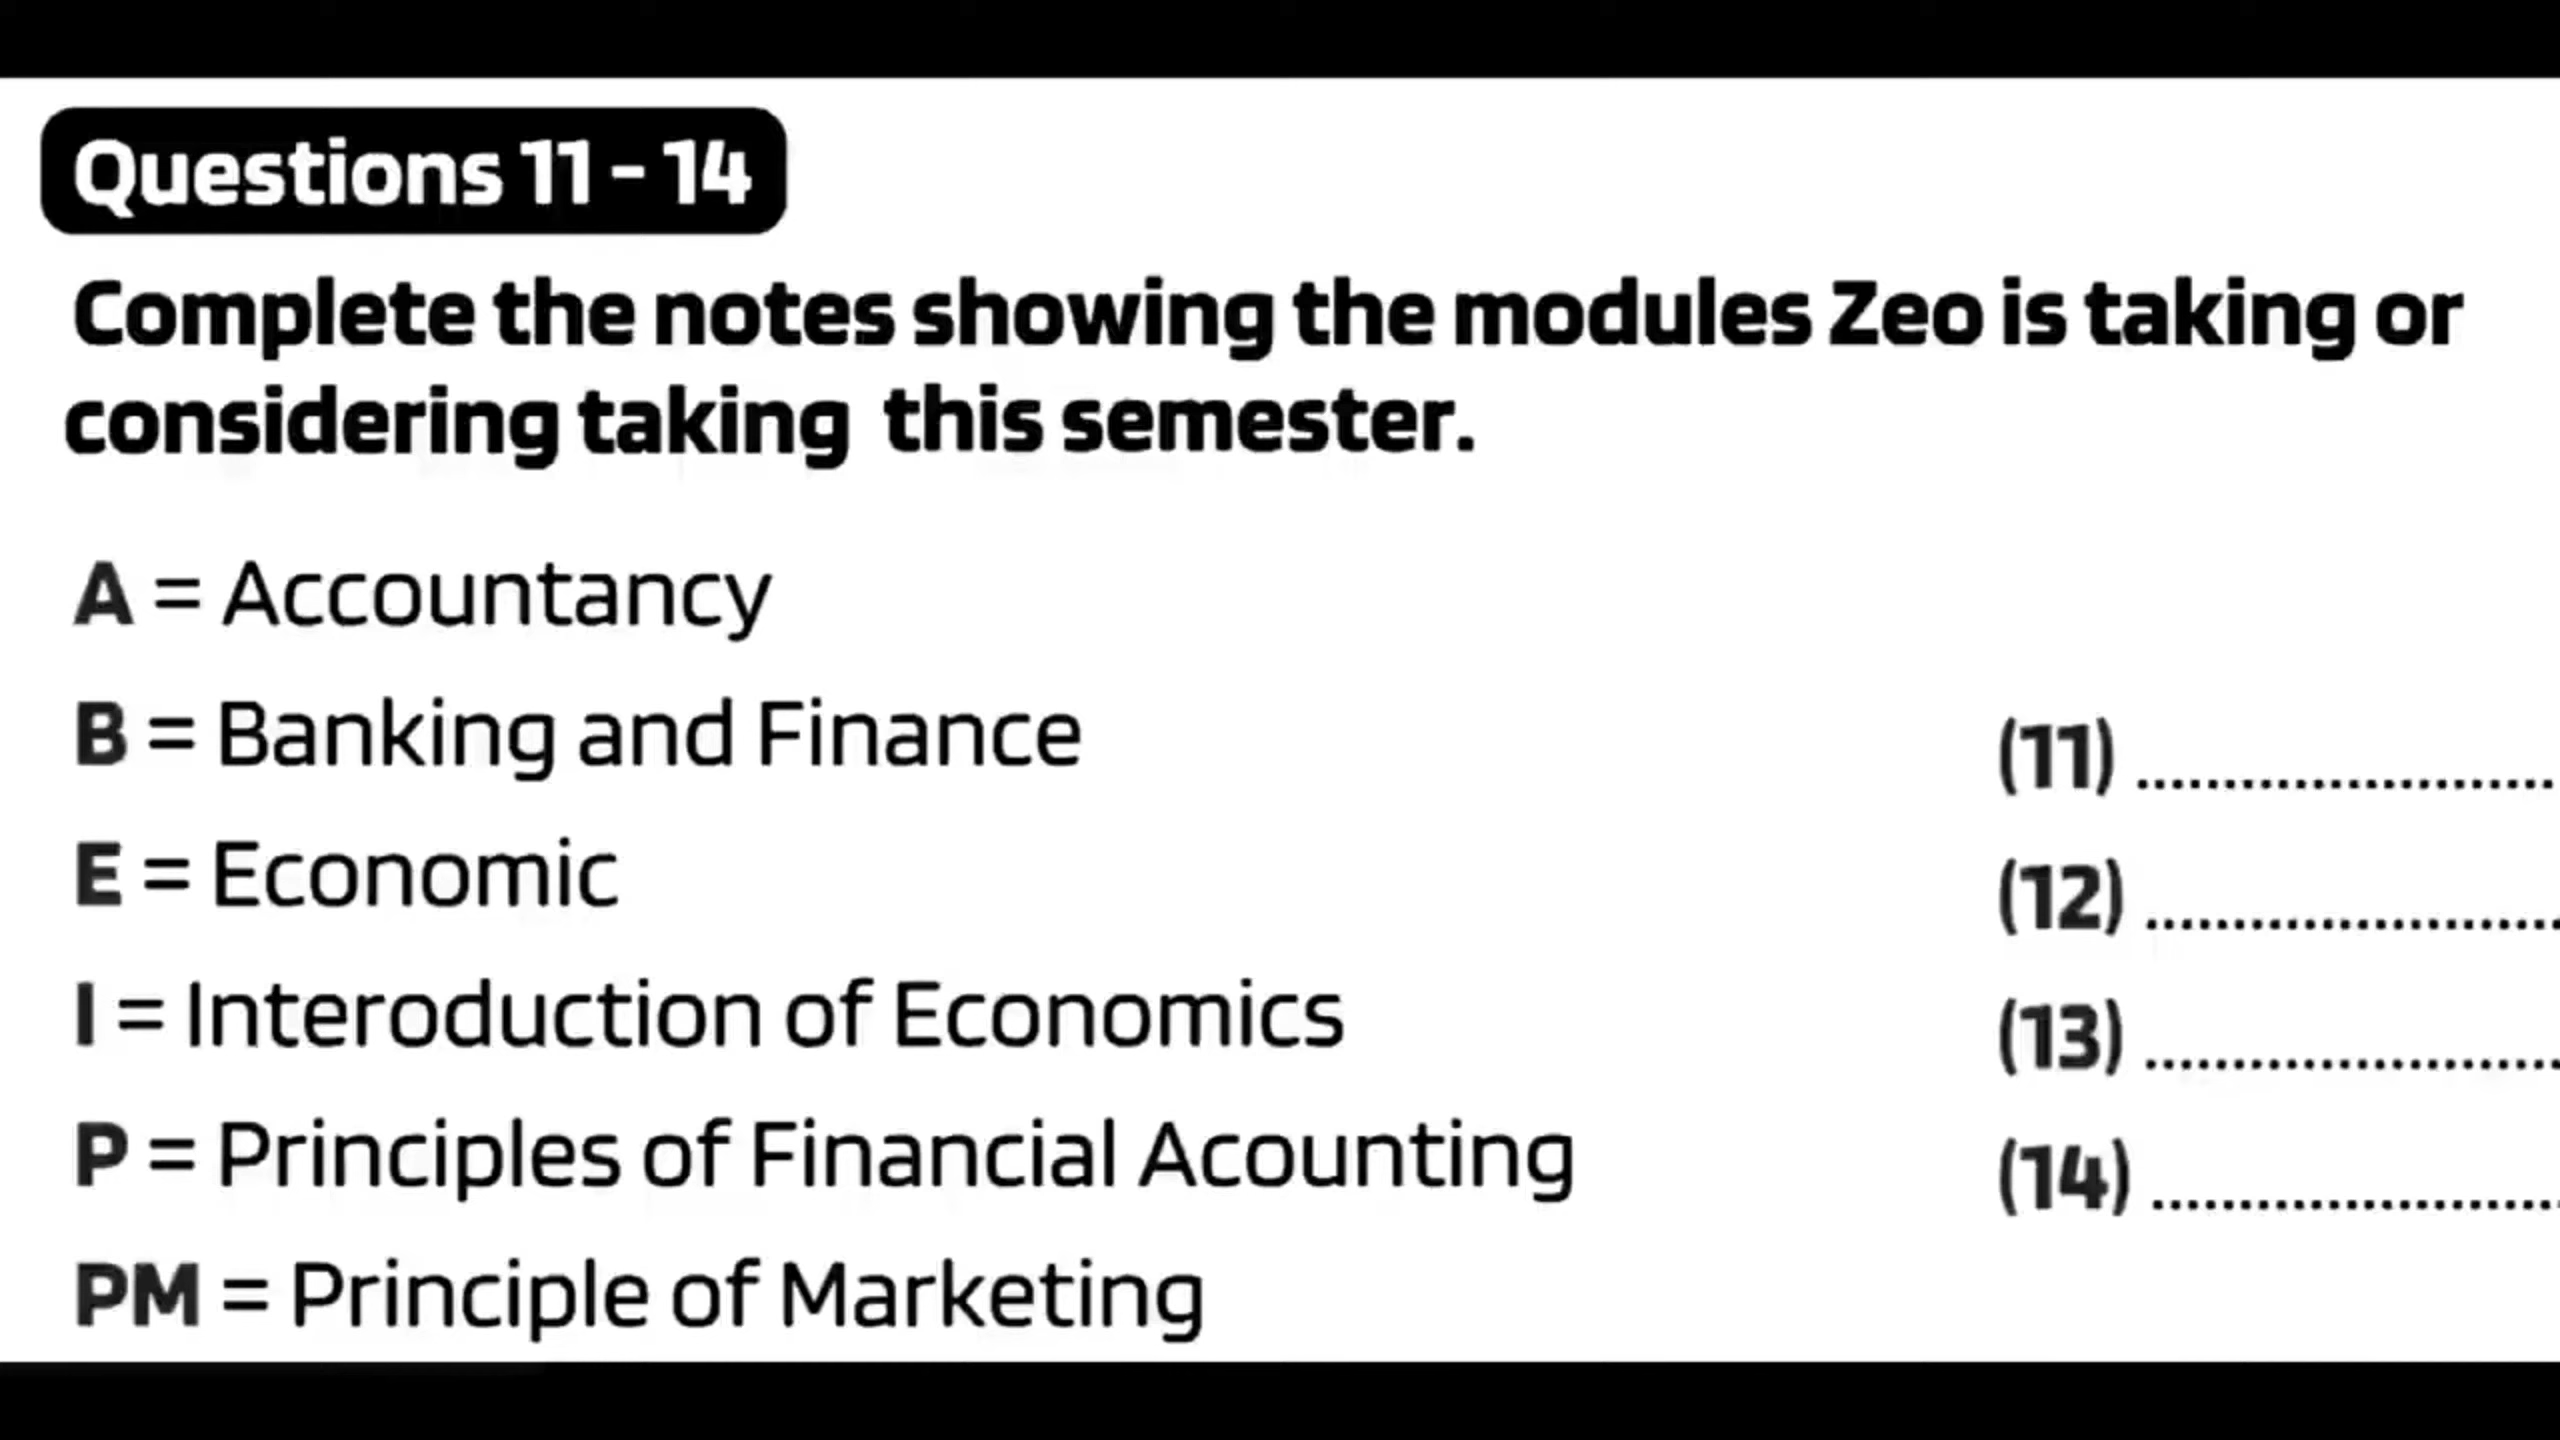 Questions 11 - 14
Complete the notes showing the modules Zeo is taking or
considering taking this semester.
A = Accountancy
B = Banking and Finance
(11) ........................
E = Economic
(12) ........................
I = Interoduction of Economics
(13) ........................
P = Principles of Financial Acounting
(14) ........................
PM = Principle of Marketing